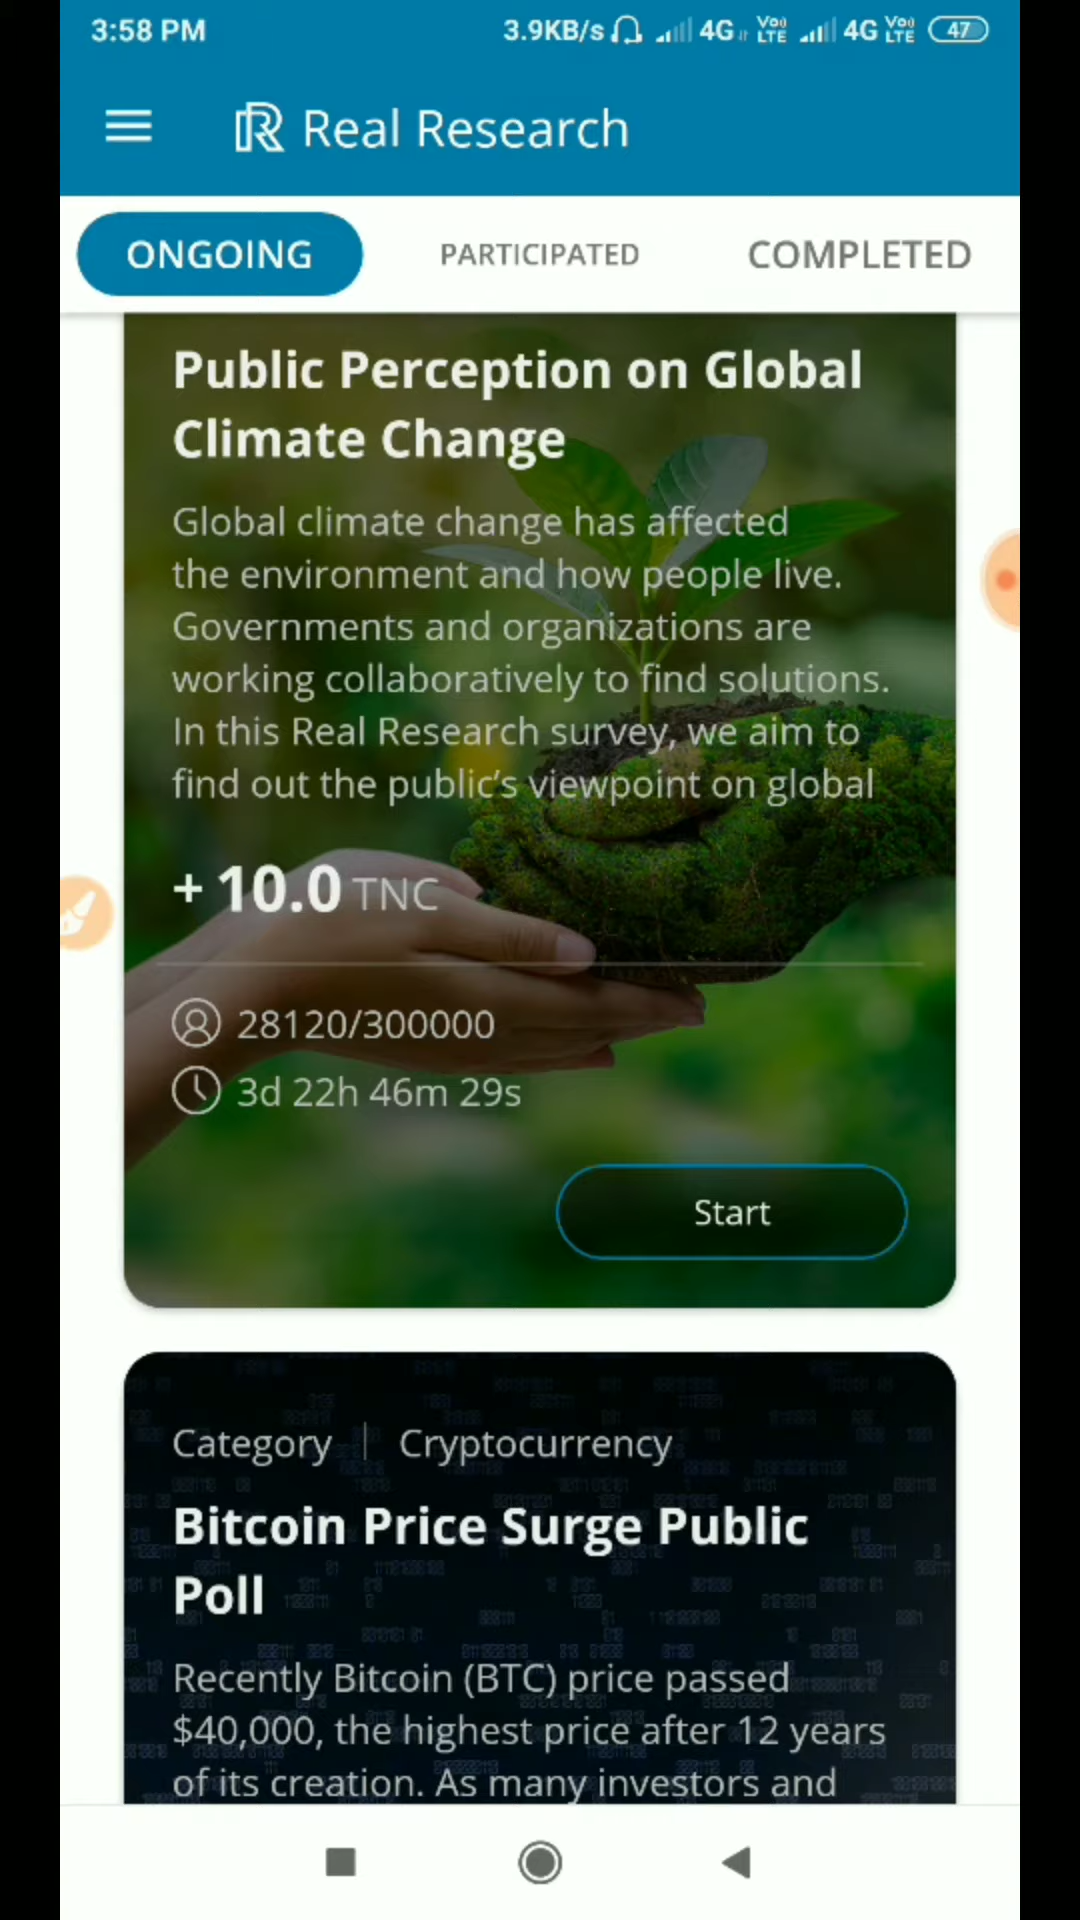 3:58 PM 3.9KB/s 4G Vo) LTE 4G Vo) LTE 47
Real Research
ONGOING PARTICIPATED COMPLETED
Public Perception on Global
Climate Change
Global climate change has affected
the environment and how people live.
Governments and organizations are
working collaboratively to find solutions.
In this Real Research survey, we aim to
find out the public’s viewpoint on global
+ 10.0 TNC
28120/300000
3d 22h 46m 29s
Start
Category | Cryptocurrency
Bitcoin Price Surge Public
Poll
Recently Bitcoin (BTC) price passed
$40,000, the highest price after 12 years
of its creation. As many investors and